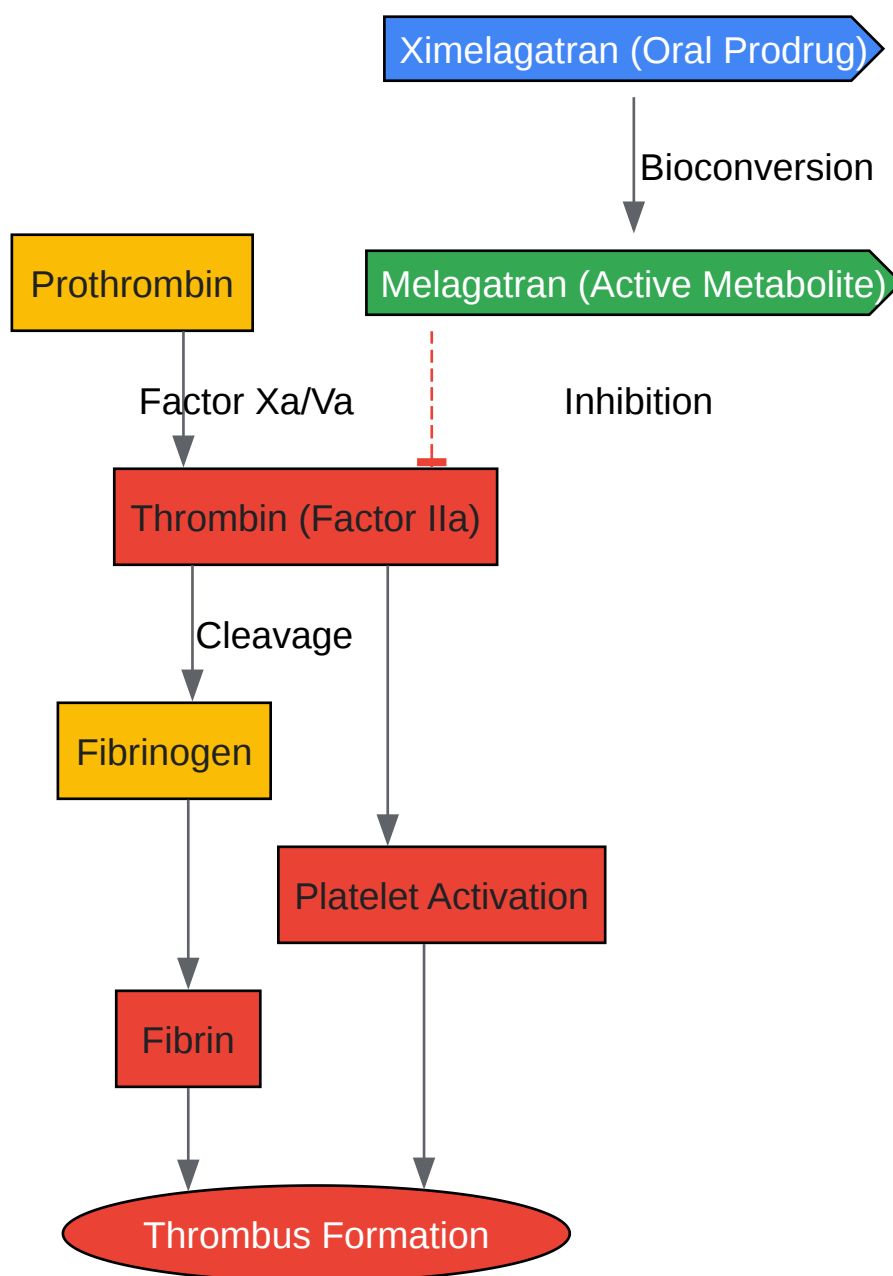 Ximelagatran (Oral Prodrug)
Bioconversion
Prothrombin
Melagatran (Active Metabolite)
Factor Xa/Va
Inhibition
Thrombin (Factor IIa)
Cleavage
Fibrinogen
Platelet Activation
Fibrin
Thrombus Formation